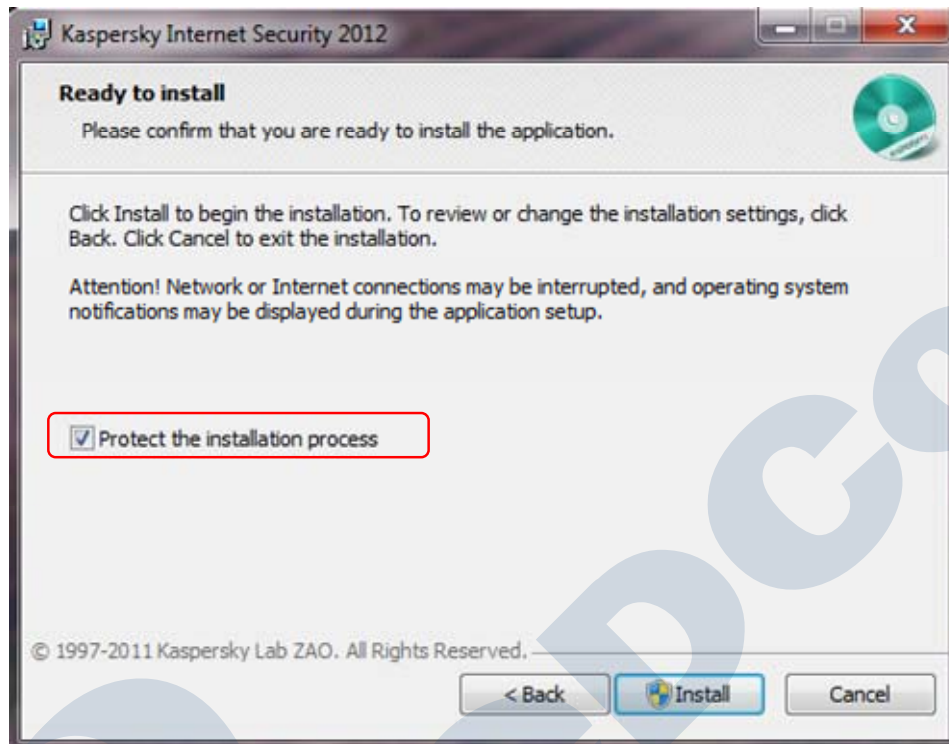 Kaspersky Internet Security 2012
Ready to install
Please confirm that you are ready to install the application.
Click Install to begin the installation. To review or change the installation settings, click
Back. Click Cancel to exit the installation.
Attention! Network or Internet connections may be interrupted, and operating system
notifications may be displayed during the application setup.
Protect the installation process
© 1997-2011 Kaspersky Lab ZAO. All Rights Reserved.
< Back Install Cancel